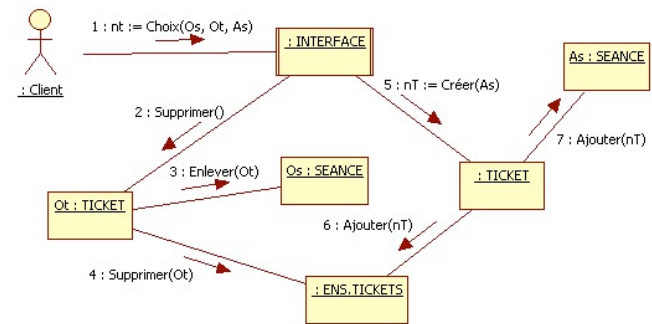 1 : nt := Choix(Os, Ot, As)
: INTERFACE
As : SEANCE
: Client
5 : nT := Créer(As)
2 : Supprimer()
7 : Ajouter(nT)
3 : Enlever(Ot)
Os : SEANCE
: TICKET
Ot : TICKET
6 : Ajouter(nT)
4 : Supprimer(Ot)
: ENS.TICKETS